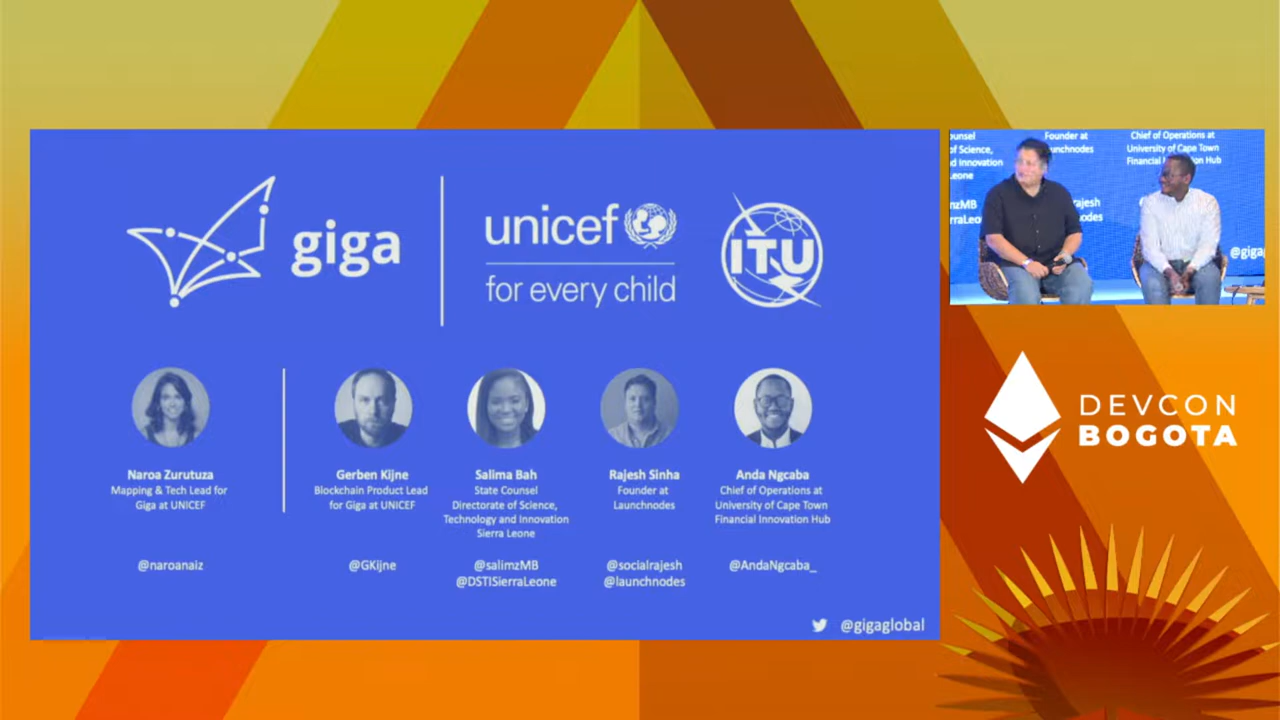 giga
unicef
for every child
ITU
Naroa Zurutuza
Mapping & Tech Lead for
Giga at UNICEF
@naroanaiz
Gerben Kijne
Blockchain Product Lead
for Giga at UNICEF
@GKijne
Salima Bah
State Counsel
Directorate of Science,
Technology and Innovation
Sierra Leone
@salimzMB
@DSTISierraLeone
Rajesh Sinha
Founder at
Launchnodes
@socialrajesh
@launchnodes
Anda Ngcaba
Chief of Operations at
University of Cape Town
Financial Innovation Hub
@AndaNgcaba_
@gigaglobal
Founder at
Chief of Operations at
University of Cape Town
DEVCON
BOGOTA